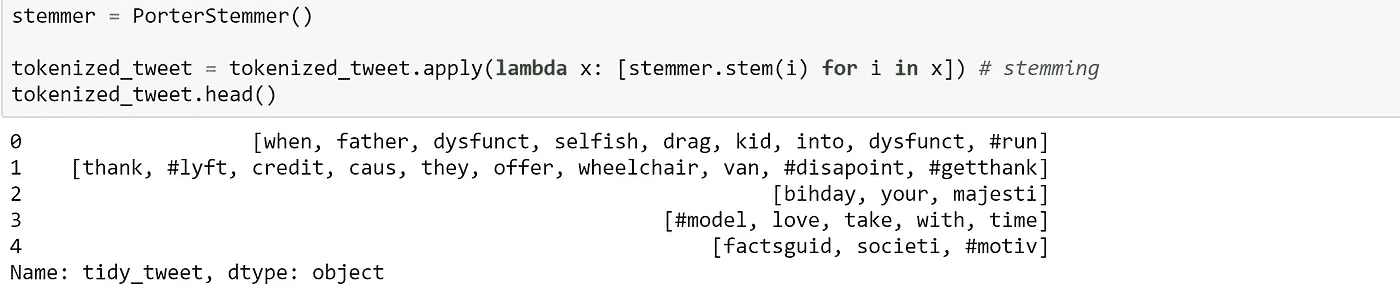 stemmer = PorterStemmer()
tokenized_tweet = tokenized_tweet.apply(lambda x: [stemmer.stem(i) for i in x]) # stemming
tokenized_tweet.head()
0 [when, father, dysfunct, selfish, drag, kid, into, dysfunct, #run]
1 [thank, #lyft, credit, caus, they, offer, wheelchair, van, #disapoint, #getthank]
2 [bihday, your, majesti]
3 [#model, love, take, with, time]
4 [factsguid, societi, #motiv]
Name: tidy_tweet, dtype: object